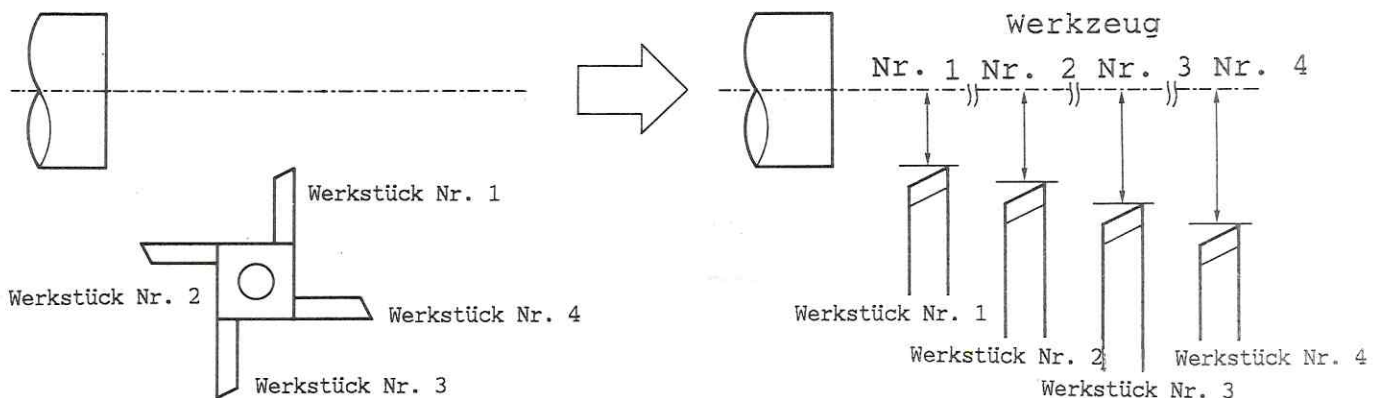 Werkzeug
Nr. 1 Nr. 2 Nr. 3 Nr. 4
Werkstück Nr. 1
Werkstück Nr. 2
Werkstück Nr. 4
Werkstück Nr. 3
Werkstück Nr. 1
Werkstück Nr. 2
Werkstück Nr. 4
Werkstück Nr. 3